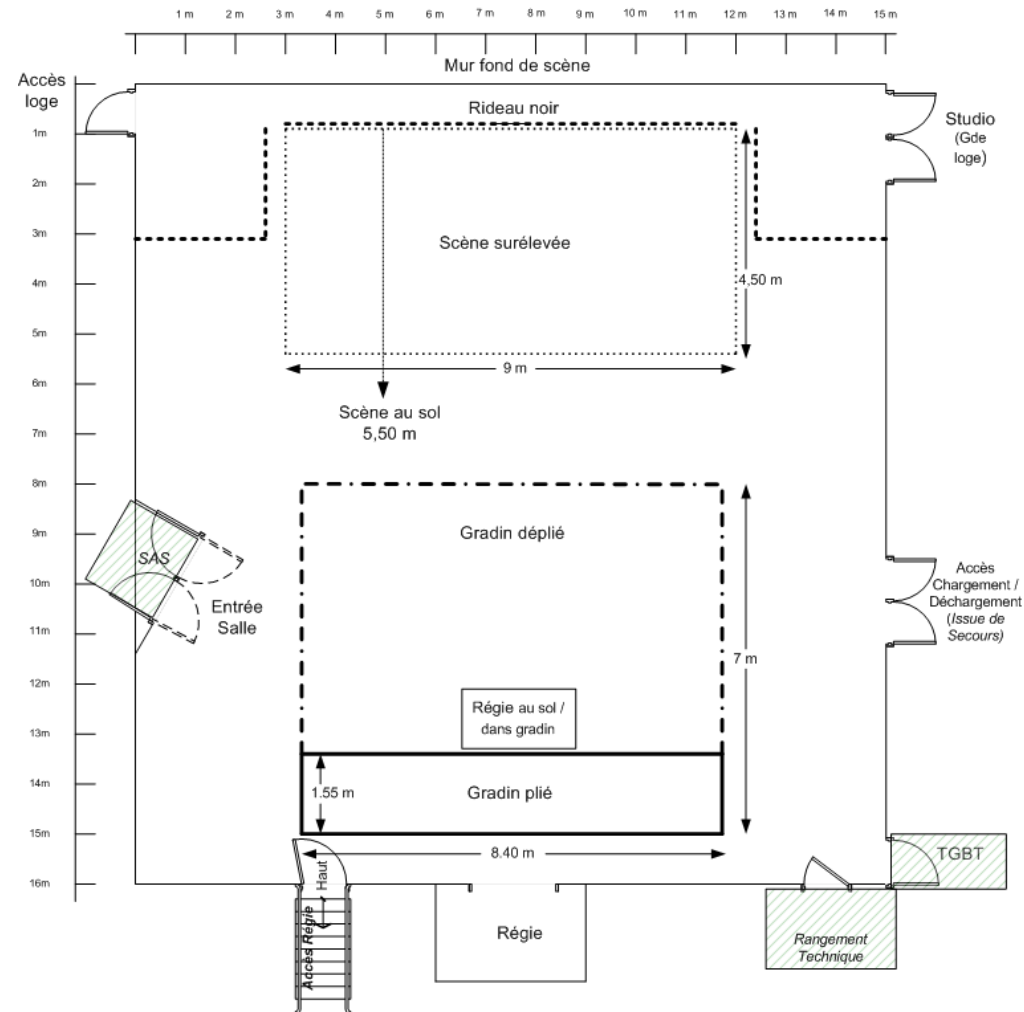 1 m 2 m 3 m 4 m 5 m 6 m 7 m 8 m 9 m 10 m 11 m 12 m 13 m 14 m 15 m
Mur fond de scène
Accès
loge
Rideau noir
Studio
(Gde
loge)
1m
2m
3m
Scène surélevée
4m
4,50 m
5m
9 m
6m
Scène au sol
5,50 m
7m
8m
9m
Gradin déplié
SAS
10m
Entrée
Salle
Accès
Chargement /
Déchargement
(Issue de
Secours)
11m
7 m
12m
Régie au sol /
dans gradin
13m
14m
1.55 m
Gradin plié
15m
8.40 m
TGBT
16m
Haut
Accès Régie
Régie
Rangement
Technique